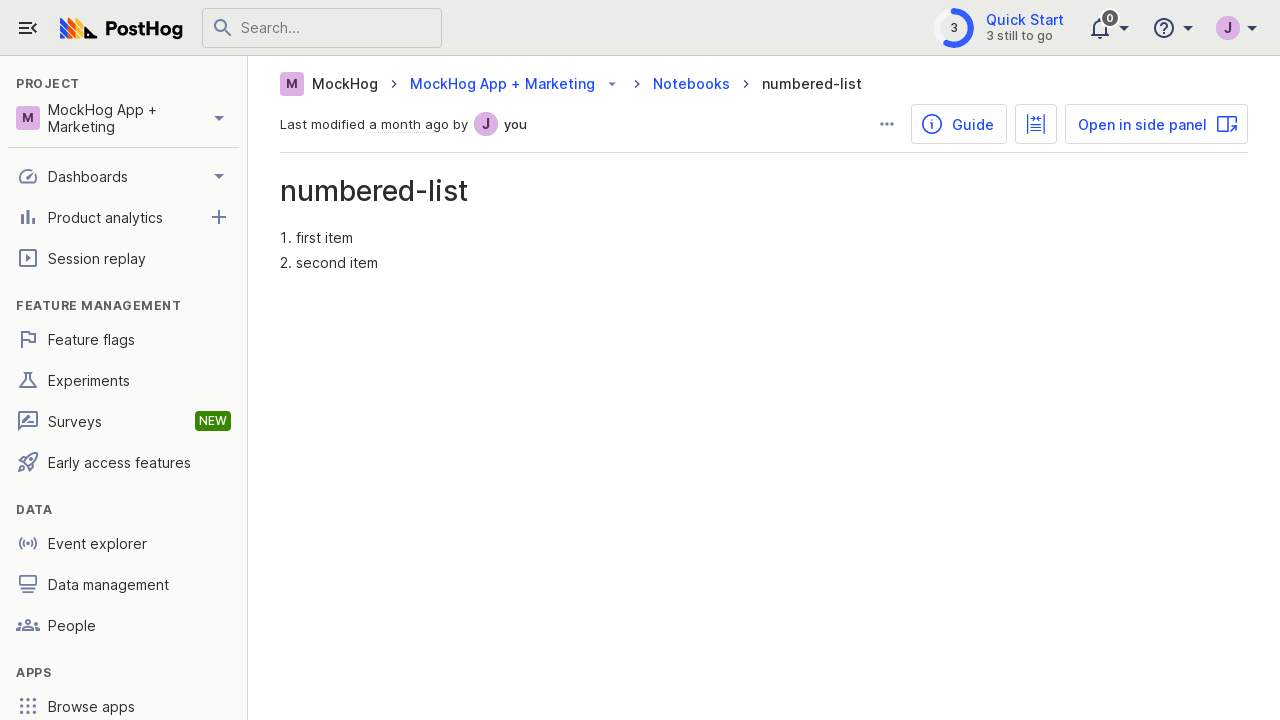 PostHog
Search...
3
Quick Start
3 still to go
0
J
PROJECT
M
MockHog App +
Marketing
Dashboards
Product analytics
Session replay
FEATURE MANAGEMENT
Feature flags
Experiments
Surveys
NEW
Early access features
DATA
Event explorer
Data management
People
APPS
Browse apps
M MockHog > MockHog App + Marketing > Notebooks > numbered-list
Last modified a month ago by J you
Guide
Open in side panel
numbered-list
1. first item
2. second item